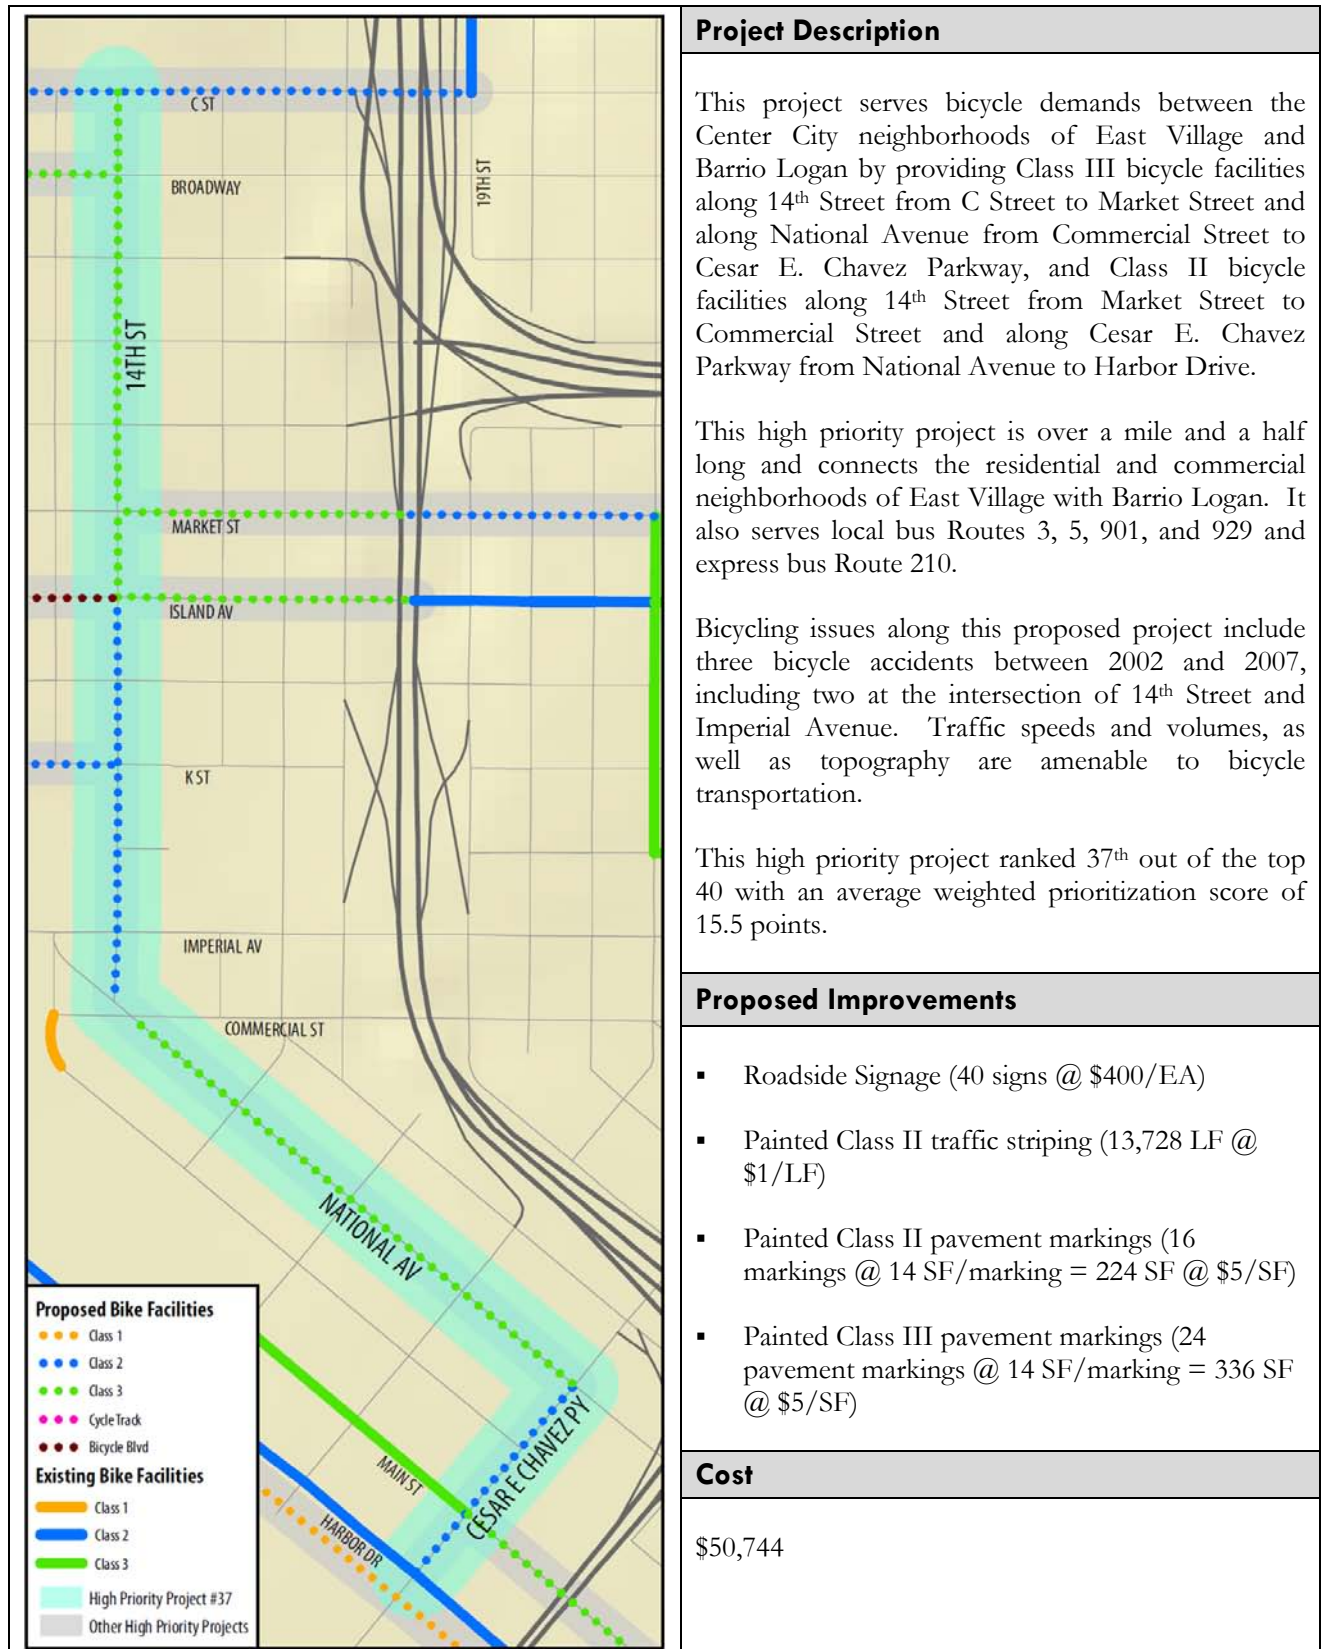 C ST
19TH ST
BROADWAY
14TH ST
MARKET ST
ISLAND AV
K ST
IMPERIAL AV
COMMERCIAL ST
NATIONAL AV
CESAR E CHAVEZ PY
MAIN ST
HARBOR DR
Proposed Bike Facilities
Class 1
Class 2
Class 3
Cycle Track
Bicycle Blvd
Existing Bike Facilities
Class 1
Class 2
Class 3
High Priority Project #37
Other High Priority Projects
Project Description
This project serves bicycle demands between the
Center City neighborhoods of East Village and
Barrio Logan by providing Class III bicycle facilities
along 14th Street from C Street to Market Street and
along National Avenue from Commercial Street to
Cesar E. Chavez Parkway, and Class II bicycle
facilities along 14th Street from Market Street to
Commercial Street and along Cesar E. Chavez
Parkway from National Avenue to Harbor Drive.
This high priority project is over a mile and a half
long and connects the residential and commercial
neighborhoods of East Village with Barrio Logan. It
also serves local bus Routes 3, 5, 901, and 929 and
express bus Route 210.
Bicycling issues along this proposed project include
three bicycle accidents between 2002 and 2007,
including two at the intersection of 14th Street and
Imperial Avenue. Traffic speeds and volumes, as
well as topography are amenable to bicycle
transportation.
This high priority project ranked 37th out of the top
40 with an average weighted prioritization score of
15.5 points.
Proposed Improvements
▪ Roadside Signage (40 signs @ $400/EA)
▪ Painted Class II traffic striping (13,728 LF @
$1/LF)
▪ Painted Class II pavement markings (16
markings @ 14 SF/marking = 224 SF @ $5/SF)
▪ Painted Class III pavement markings (24
pavement markings @ 14 SF/marking = 336 SF
@ $5/SF)
Cost
$50,744